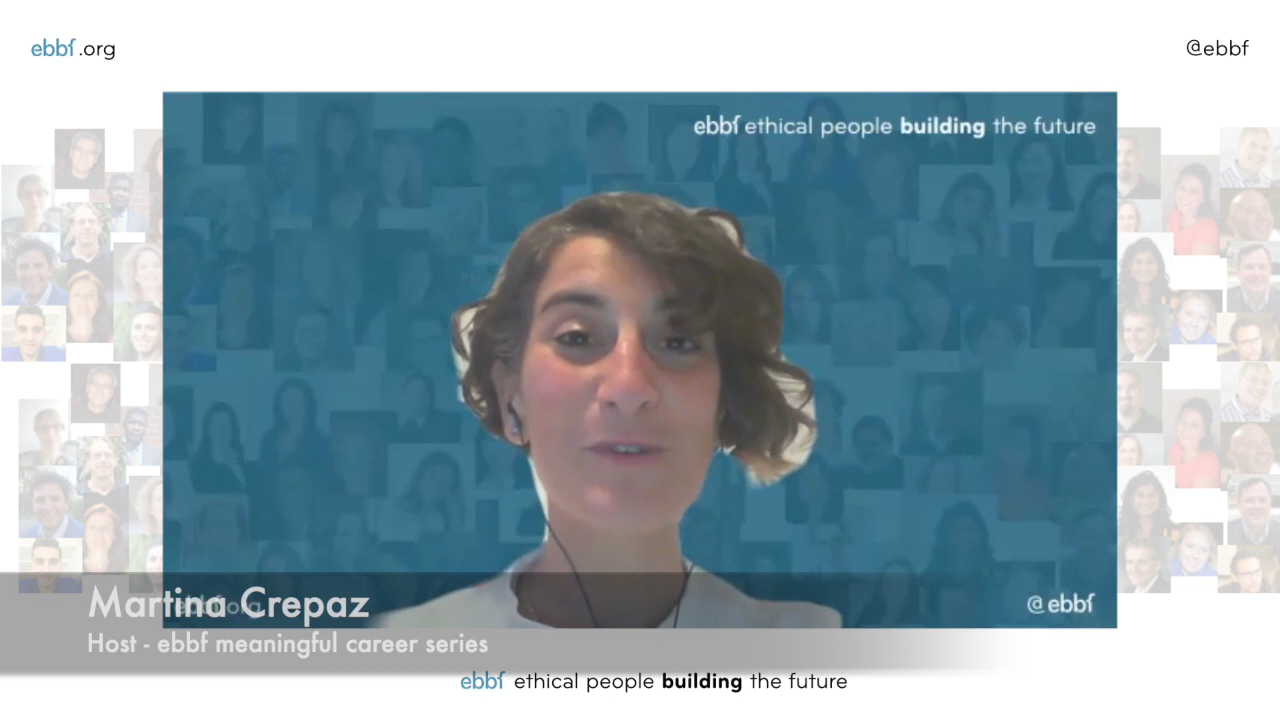 ebbf.org
@ebbf
ebbf ethical people building the future
Martina Crepaz
Host - ebbf meaningful career series
@ebbf
ebbf ethical people building the future